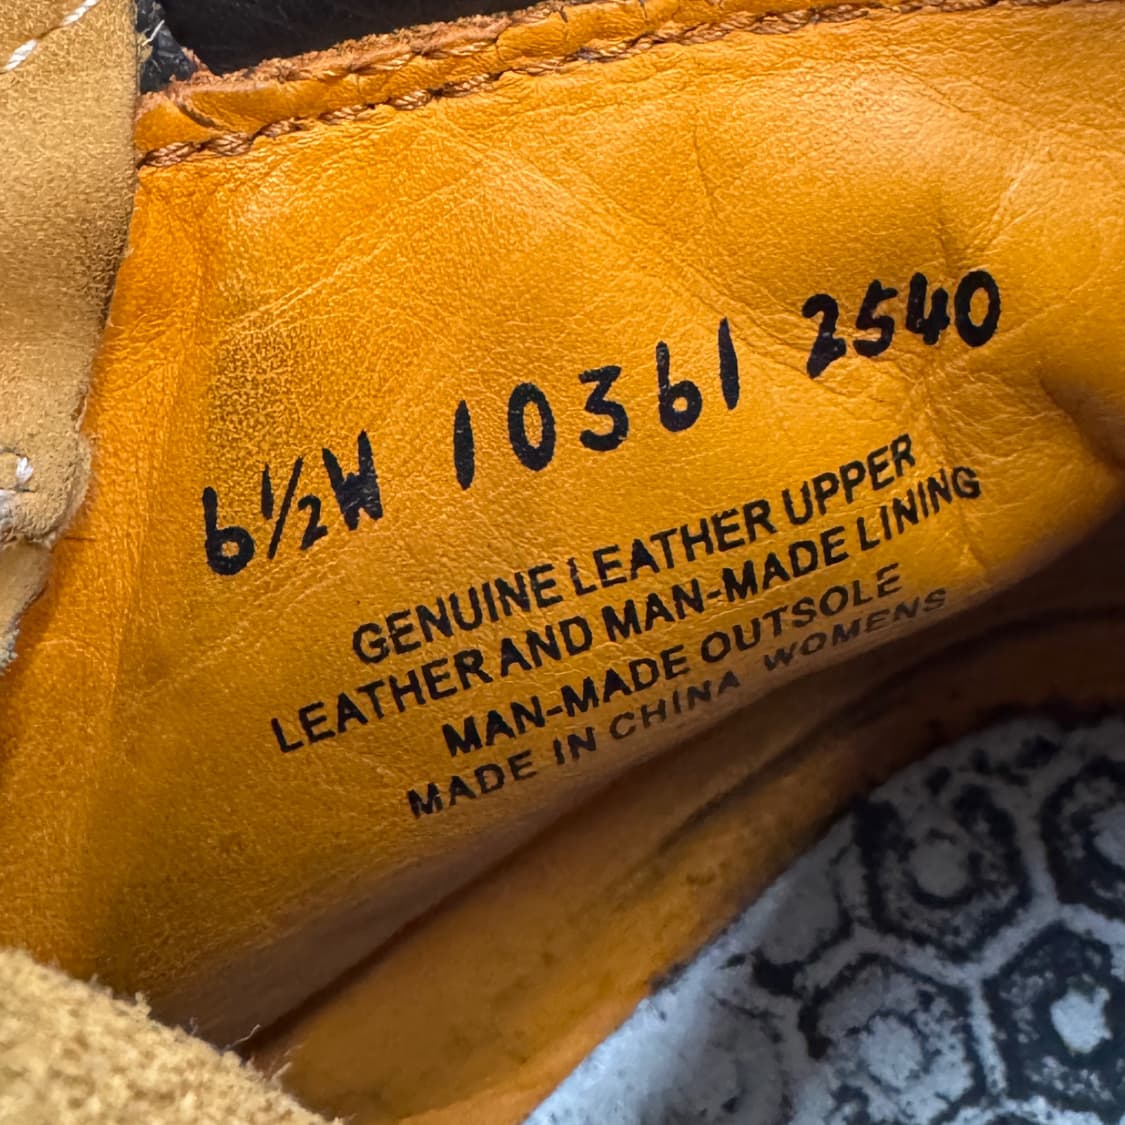 6½W 10361 2540
GENUINE LEATHER UPPER
LEATHER AND MAN-MADE LINING
MAN-MADE OUTSOLE
MADE IN CHINA WOMENS